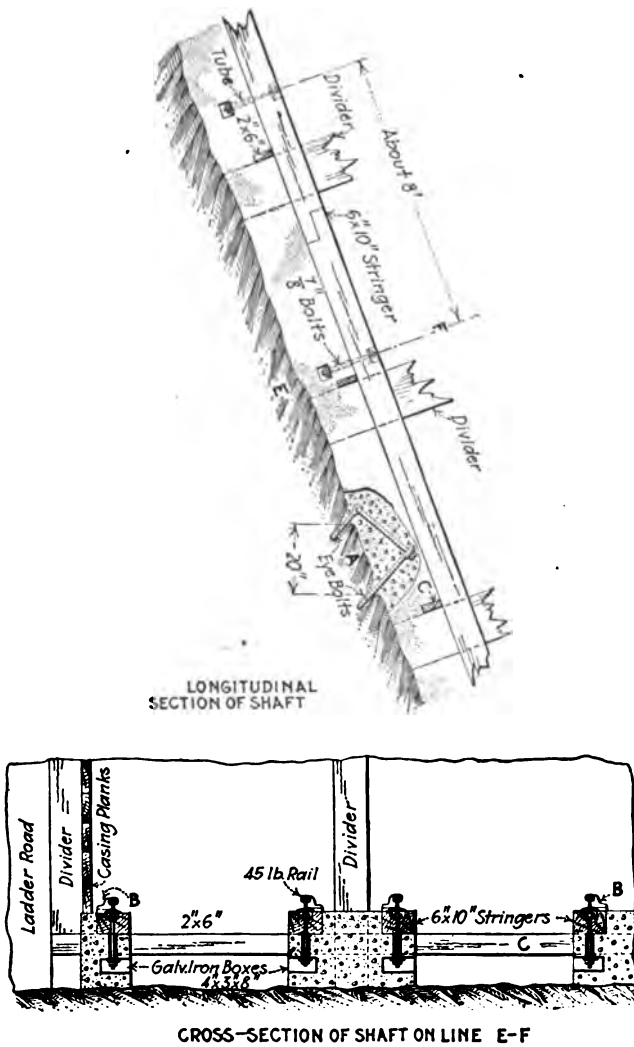 Tube
2"x6"
Divider
About 8'
6"x10" Stringer
7/8" Bolts
F
E
Divider
A
C
20"
Eye Bolts
LONGITUDINAL
SECTION OF SHAFT
Ladder Road
Divider
Casing Planks
B
45 lb. Rail
Divider
B
2"x6"
6"x10" Stringers
C
Galv. Iron Boxes
4"x3"x8"
CROSS-SECTION OF SHAFT ON LINE E-F